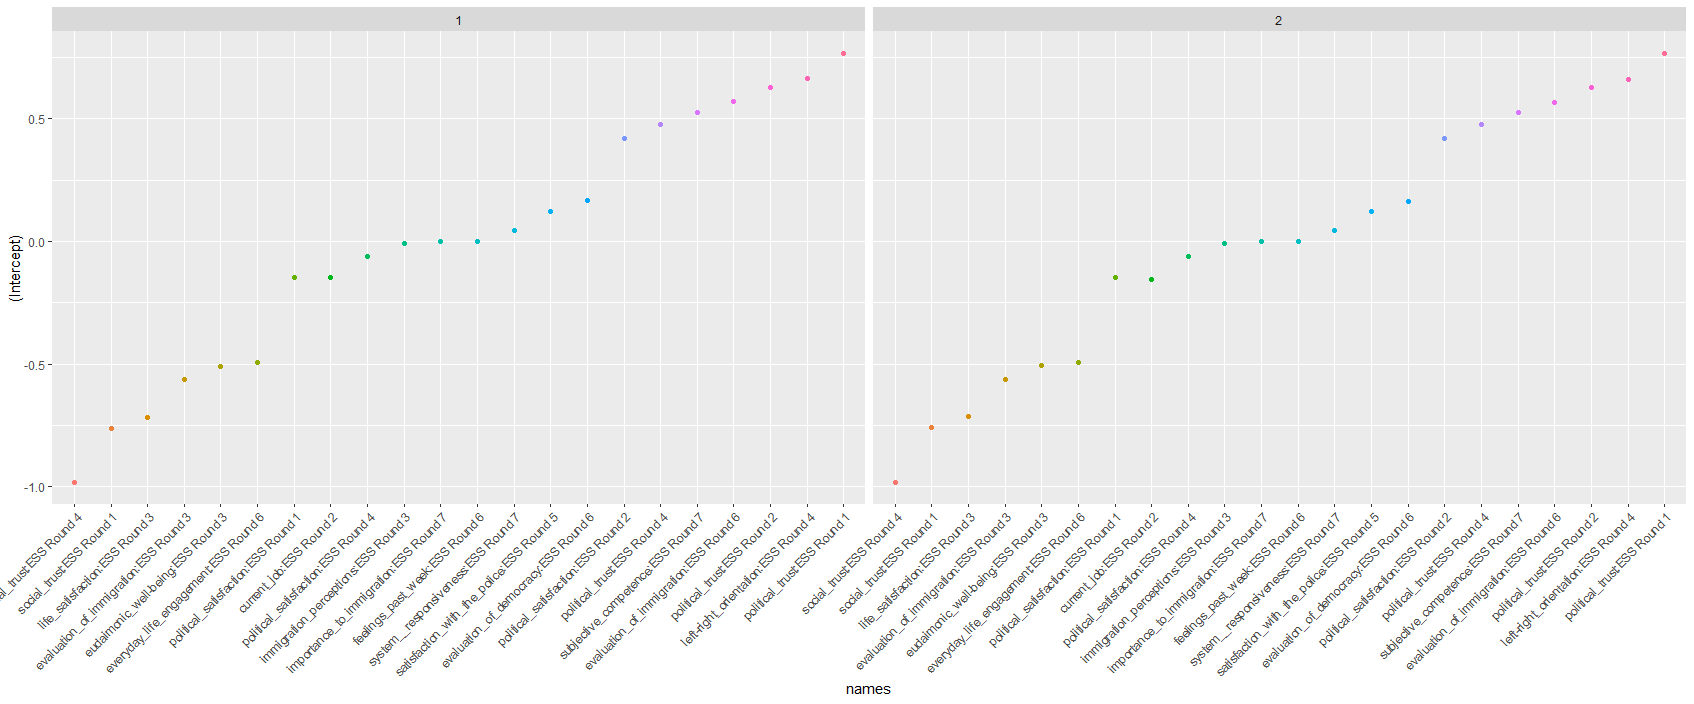 1
2
(Intercept)
0.5
0.0
-0.5
-1.0
social_trust:ESS Round 1
life_satisfaction:ESS Round 3
evaluation_of_immigration:ESS Round 3
eudaimonic_well-being:ESS Round 3
everyday_life_engagement:ESS Round 6
political_satisfaction:ESS Round 1
current_job:ESS Round 2
political_satisfaction:ESS Round 4
immigration_perceptions:ESS Round 3
importance_to_immigration:ESS Round 7
feelings_past_week:ESS Round 6
system_responsiveness:ESS Round 7
satisfaction_with_the_police:ESS Round 5
evaluation_of_democracy:ESS Round 6
political_satisfaction:ESS Round 2
political_trust:ESS Round 4
subjective_competence:ESS Round 7
evaluation_of_immigration:ESS Round 6
political_trust:ESS Round 2
left-right_orientation:ESS Round 4
political_trust:ESS Round 1
social_trust:ESS Round 4
social_trust:ESS Round 1
life_satisfaction:ESS Round 3
evaluation_of_immigration:ESS Round 3
eudaimonic_well-being:ESS Round 3
everyday_life_engagement:ESS Round 6
political_satisfaction:ESS Round 1
current_job:ESS Round 2
political_satisfaction:ESS Round 4
immigration_perceptions:ESS Round 3
importance_to_immigration:ESS Round 7
feelings_past_week:ESS Round 6
system_responsiveness:ESS Round 7
satisfaction_with_the_police:ESS Round 5
evaluation_of_democracy:ESS Round 6
political_satisfaction:ESS Round 2
political_trust:ESS Round 4
subjective_competence:ESS Round 7
evaluation_of_immigration:ESS Round 6
political_trust:ESS Round 2
left-right_orientation:ESS Round 4
political_trust:ESS Round 1
names